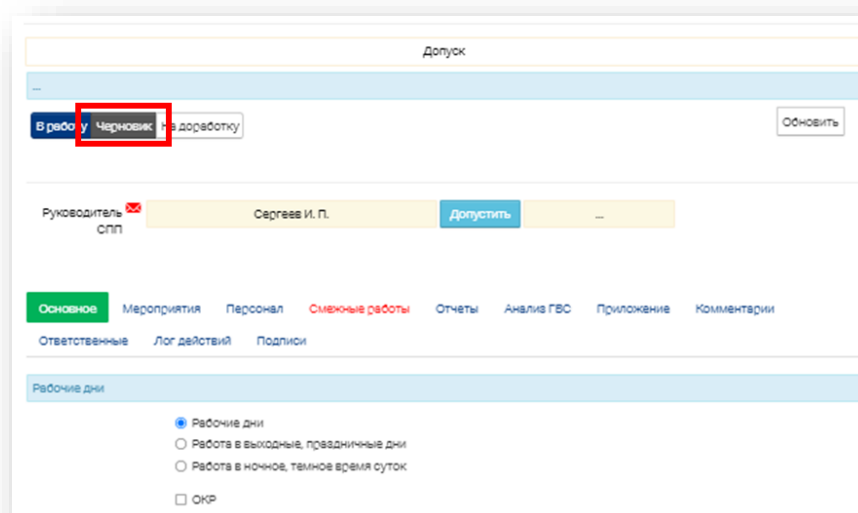 Допуск
...
В работу Черновик На доработку Обновить
Руководитель СПП Сергеев И. П. Допустить ...
Основное Мероприятия Персонал Смежные работы Отчеты Анализ ГВС Приложение Комментарии
Ответственные Лог действий Подписи
Рабочие дни
Рабочие дни
Работа в выходные, праздничные дни
Работа в ночное, темное время суток
ОКР